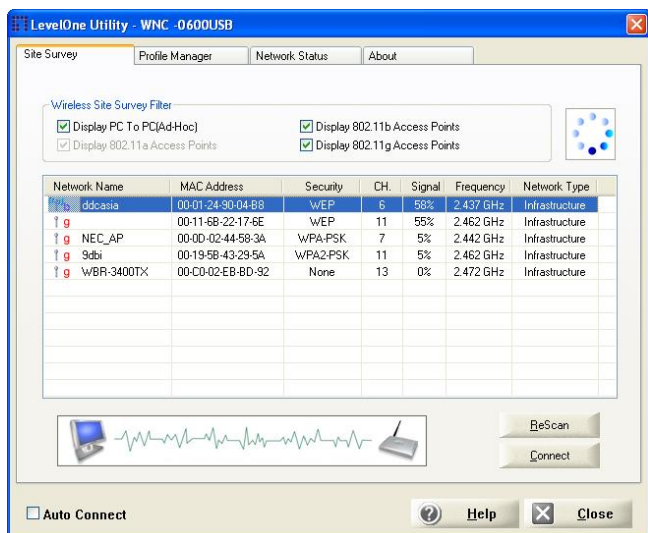 LevelOne Utility - WNC -0600USB
Site Survey Profile Manager Network Status About
Wireless Site Survey Filter
Display PC To PC(Ad-Hoc) Display 802.11b Access Points
Display 802.11a Access Points Display 802.11g Access Points
Network Name MAC Address Security CH. Signal Frequency Network Type
b ddcasia 00-01-24-90-04-B8 WEP 6 58% 2.437 GHz Infrastructure
g 00-11-6B-22-17-6E WEP 11 55% 2.462 GHz Infrastructure
g NEC_AP 00-0D-02-44-58-3A WPA-PSK 7 5% 2.442 GHz Infrastructure
g 9dbi 00-19-5B-43-29-5A WPA2-PSK 11 5% 2.462 GHz Infrastructure
g WBR-3400TX 00-C0-02-EB-BD-92 None 13 0% 2.472 GHz Infrastructure
ReScan
Connect
Auto Connect Help Close